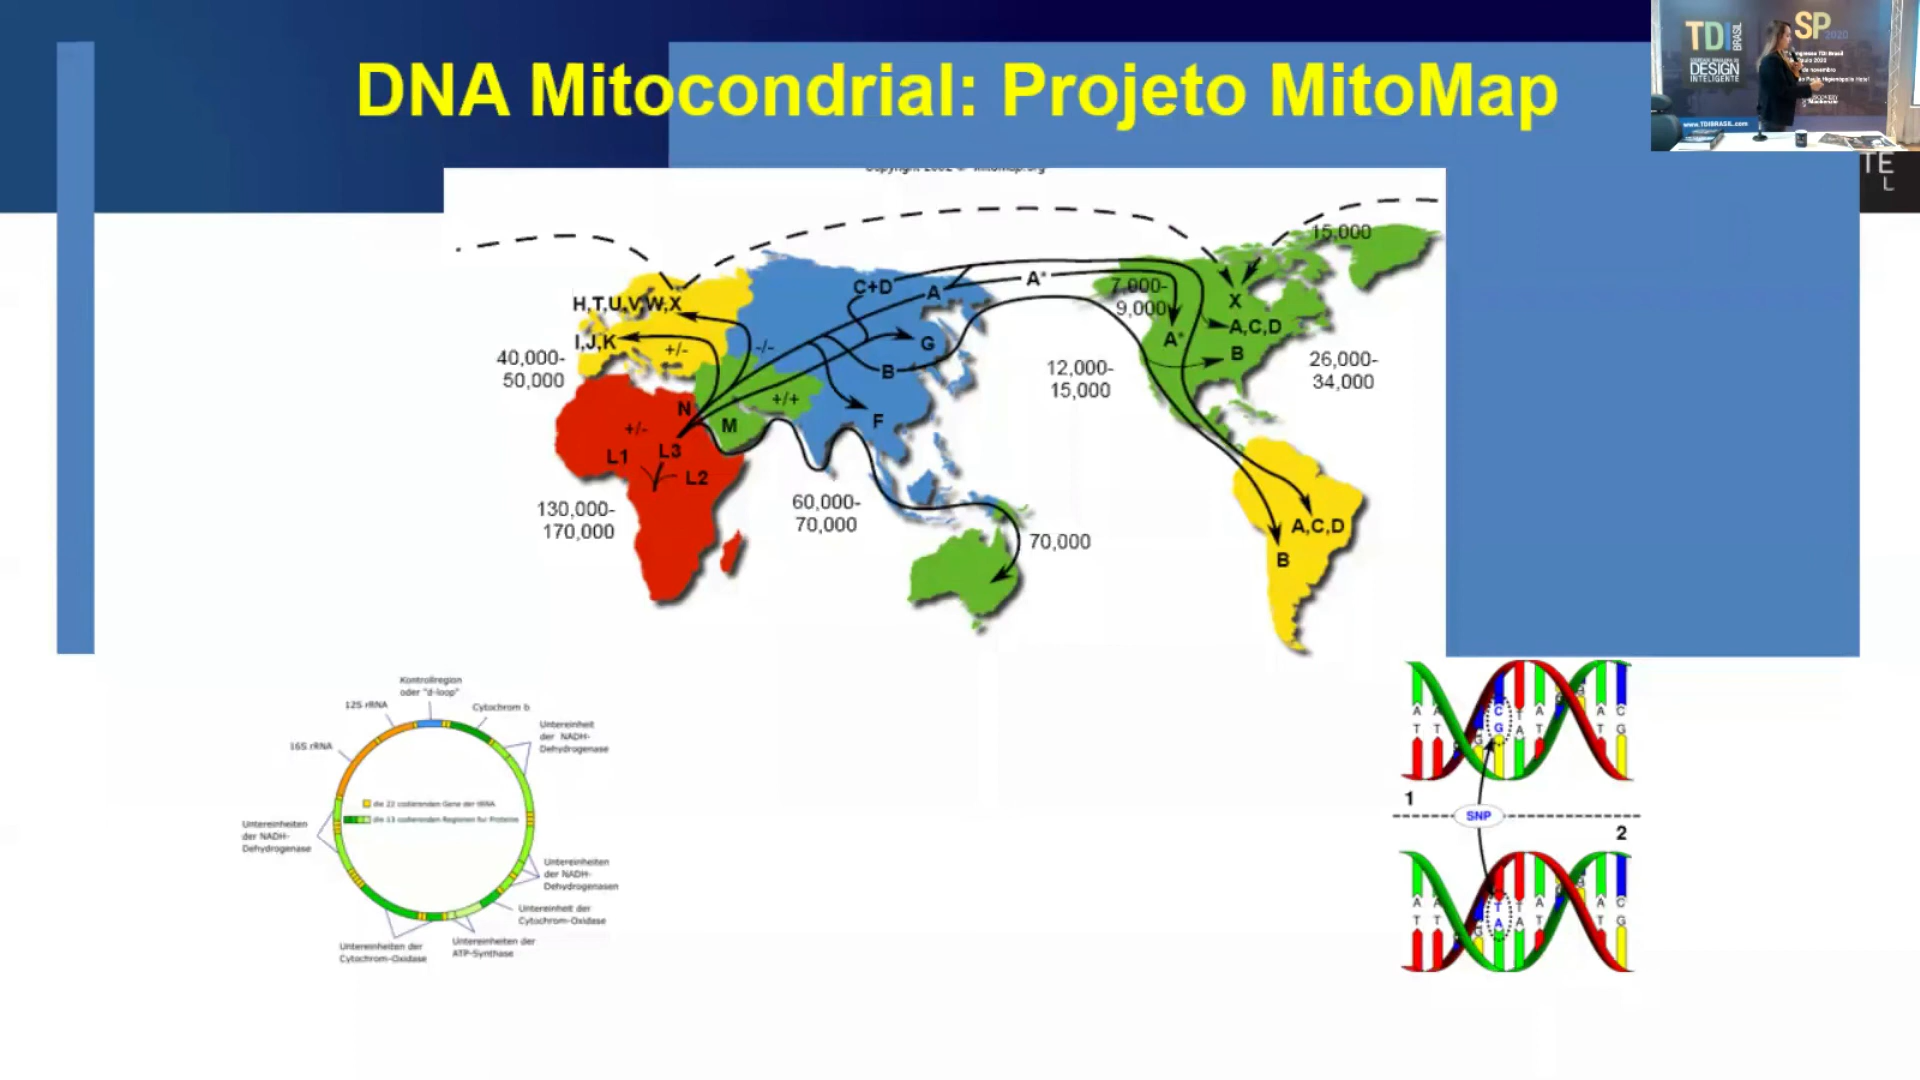 DNA Mitocondrial: Projeto MitoMap
TDI
BRASIL
DESIGN
INTELIGENTE
SP
2020
www.TDIBRASIL.com
Mackenzie
TE
L
15,000
C+D
A
A*
7,000-
9,000
X
H,T,U,V,W,X
A,C,D
I,J,K
+/-
-/-
G
A*
B
40,000-
50,000
B
12,000-
15,000
26,000-
34,000
N
+/+
M
F
+/-
L1
L3
L2
130,000-
170,000
60,000-
70,000
70,000
A,C,D
B
Kontrollregion
oder "d-loop"
12S rRNA
Cytochrom b
16S rRNA
Untereinheit
der NADH-
Dehydrogenase
die 22 codierenden Gene der tRNA
die 13 codierenden Regionen für Proteine
Untereinheiten
der NADH-
Dehydrogenase
Untereinheiten
der NADH-
Dehydrogenasen
Untereinheit der
Cytochrom-Oxidase
Untereinheiten der
Cytochrom-Oxidase
Untereinheiten der
ATP-Synthase
A A C T A A C
T T G A T T G
1
SNP
2
A A T T A A C
T T A A T T G